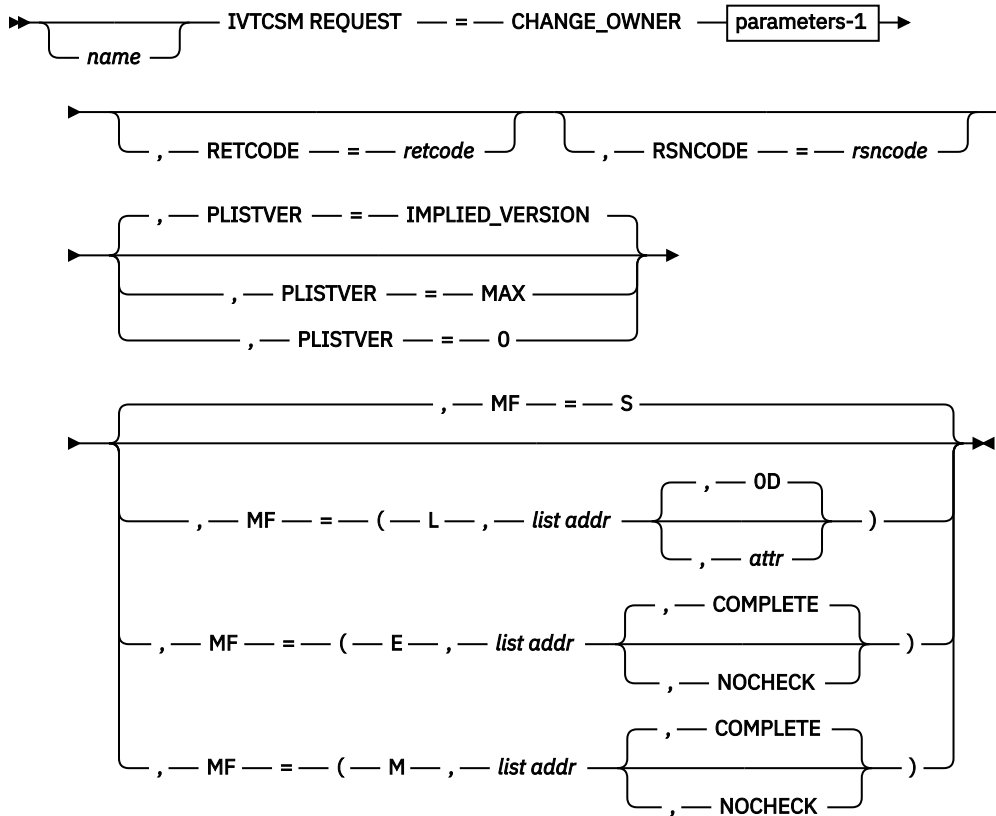 IVTCSM REQUEST = CHANGE_OWNER parameters-1
name
, RETCODE = retcode , RSNCODE = rsncode
, PLISTVER = IMPLIED_VERSION
, PLISTVER = MAX
, PLISTVER = 0
, MF = S
, 0D
, MF = ( L , list addr )
, attr
, COMPLETE
, MF = ( E , list addr )
, NOCHECK
, COMPLETE
, MF = ( M , list addr )
, NOCHECK